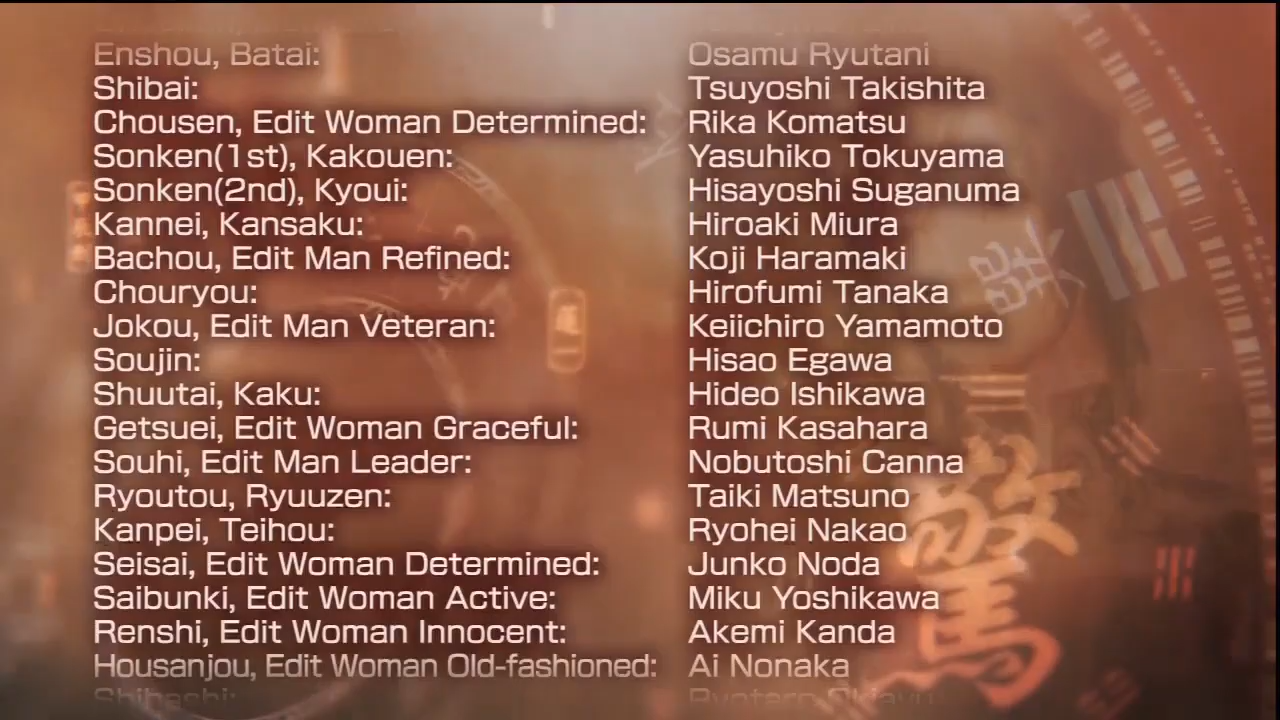 Enshou, Batai: Osamu Ryutani
Shibai: Tsuyoshi Takishita
Chousen, Edit Woman Determined: Rika Komatsu
Sonken(1st), Kakouen: Yasuhiko Tokuyama
Sonken(2nd), Kyoui: Hisayoshi Suganuma
Kannei, Kansaku: Hiroaki Miura
Bachou, Edit Man Refined: Koji Haramaki
Chouryou: Hirofumi Tanaka
Jokou, Edit Man Veteran: Keiichiro Yamamoto
Soujin: Hisao Egawa
Shuutai, Kaku: Hideo Ishikawa
Getsuei, Edit Woman Graceful: Rumi Kasahara
Souhi, Edit Man Leader: Nobutoshi Canna
Ryoutou, Ryuuzen: Taiki Matsuno
Kanpei, Teihou: Ryohei Nakao
Seisai, Edit Woman Determined: Junko Noda
Saibunki, Edit Woman Active: Miku Yoshikawa
Renshi, Edit Woman Innocent: Akemi Kanda
Housanjou, Edit Woman Old-fashioned: Ai Nonaka
驚